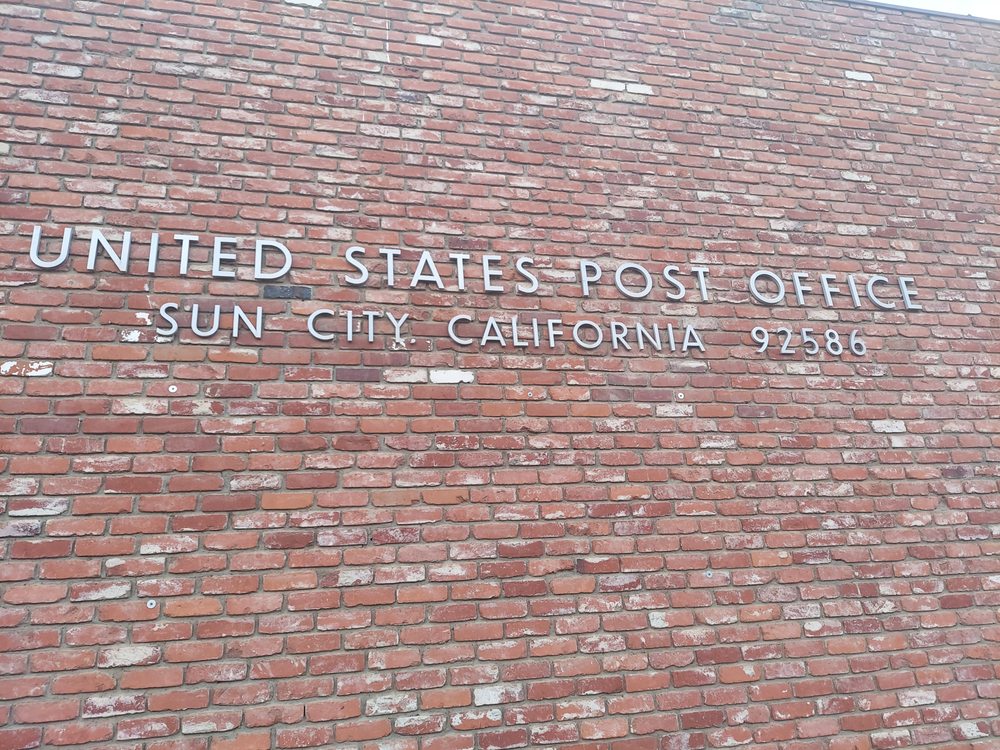 UNITED STATES POST OFFICE
SUN CITY. CALIFORNIA 92586